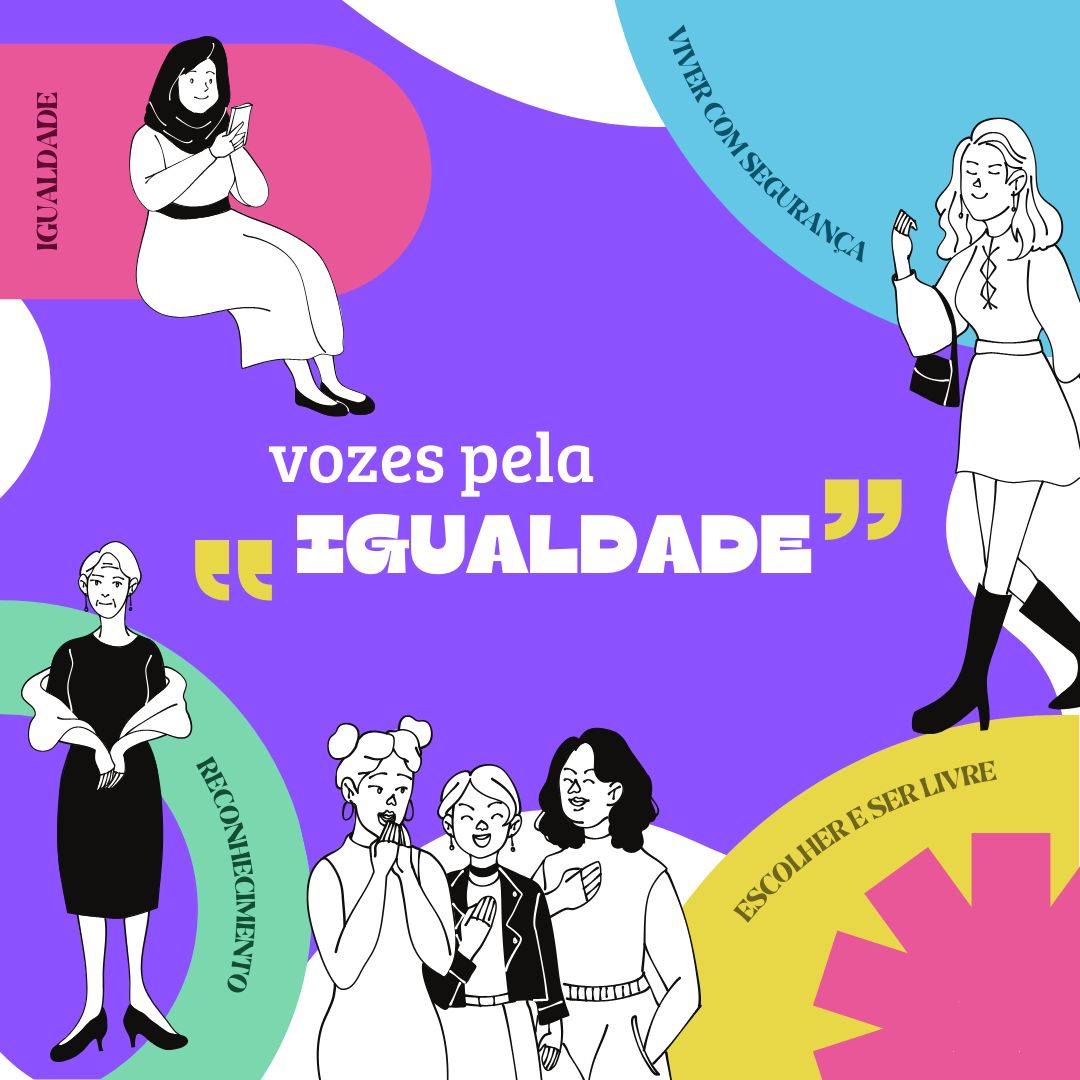 IGUALDADE
VIVER COM SEGURANÇA
vozes pela
“IGUALDADE”
RECONHECIMENTO
ESCOLHER E SER LIVRE